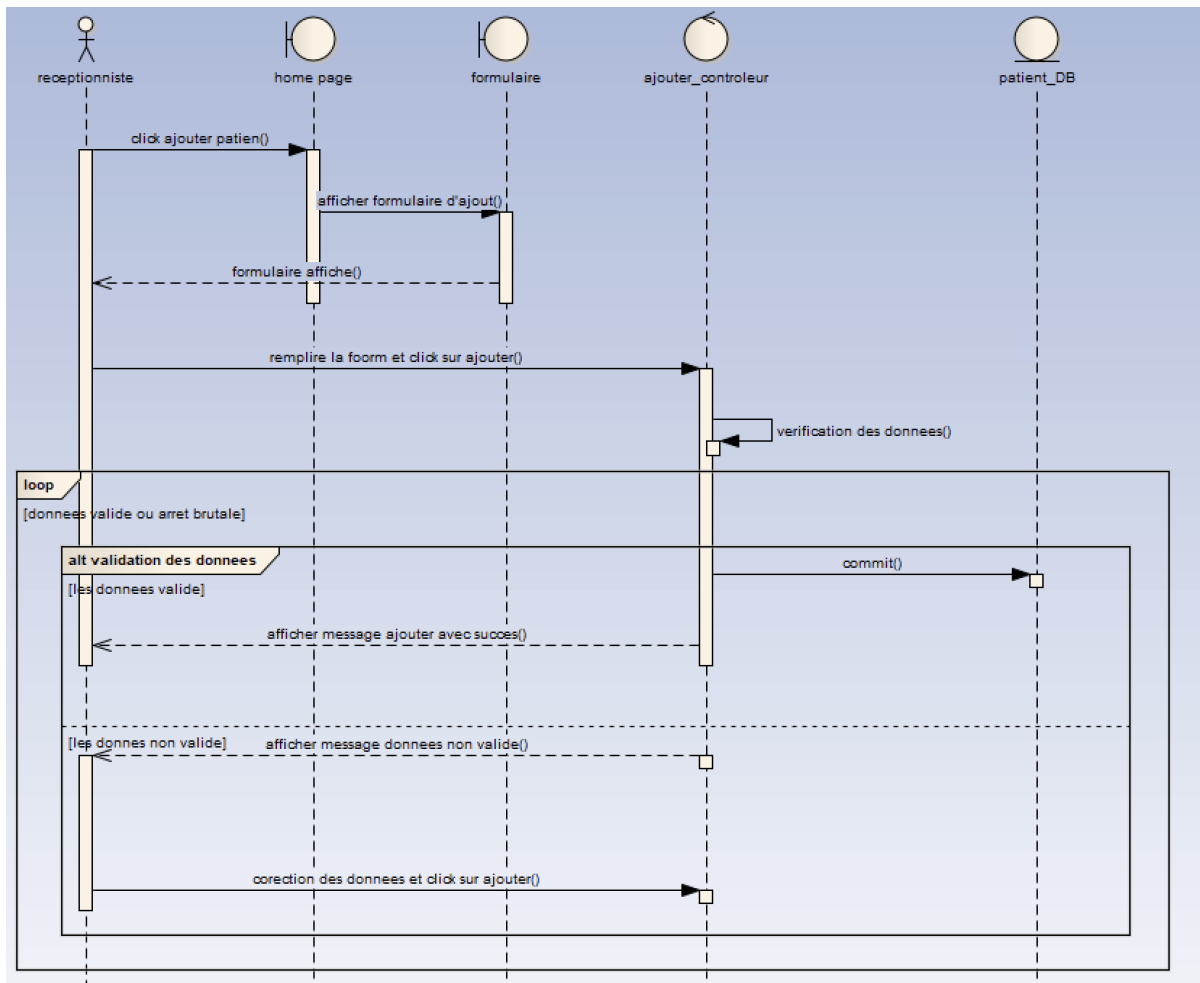 receptionniste
home page
formulaire
ajouter_controleur
patient_DB
click ajouter patien()
afficher formulaire d'ajout()
formulaire affiche()
remplire la foorm et click sur ajouter()
verification des donnees()
loop
[donnees valide ou arret brutale]
alt validation des donnees
commit()
[les donnees valide]
afficher message ajouter avec succes()
[les donnes non valide]
afficher message donnees non valide()
corection des donnees et click sur ajouter()